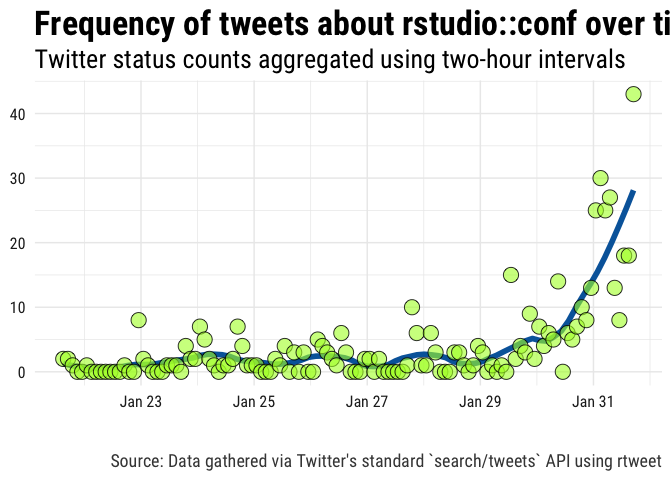 Frequency of tweets about rstudio::conf over ti
Twitter status counts aggregated using two-hour intervals
40
30
20
10
0
Jan 23 Jan 25 Jan 27 Jan 29 Jan 31
Source: Data gathered via Twitter's standard `search/tweets` API using rtweet